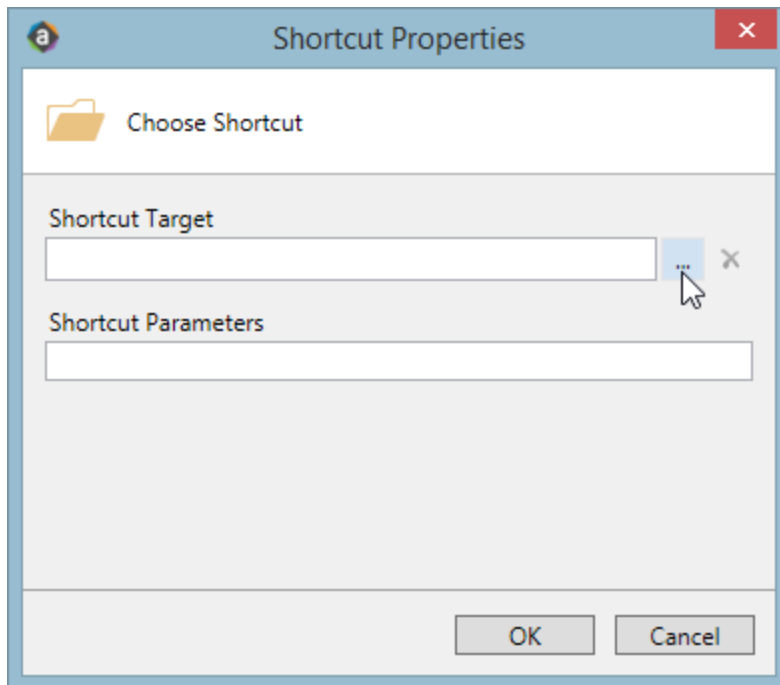 a
Shortcut Properties
Choose Shortcut
Shortcut Target
...
Shortcut Parameters
OK
Cancel